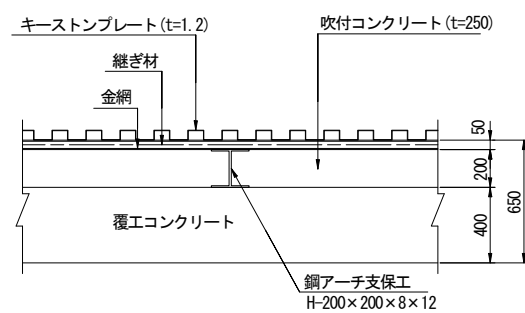 キーストンプレート(t=1.2)
吹付コンクリート(t=250)
継ぎ材
金網
50
200
650
400
覆工コンクリート
鋼アーチ支保工
H-200×200×8×12